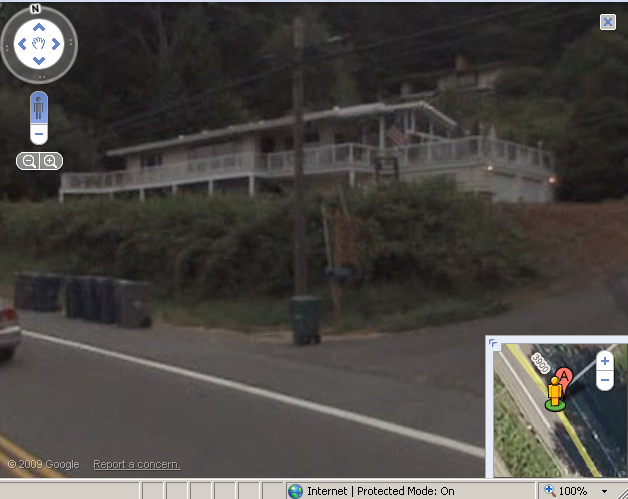 N
3900
A
© 2009 Google Report a concern.
Internet | Protected Mode: On
100%